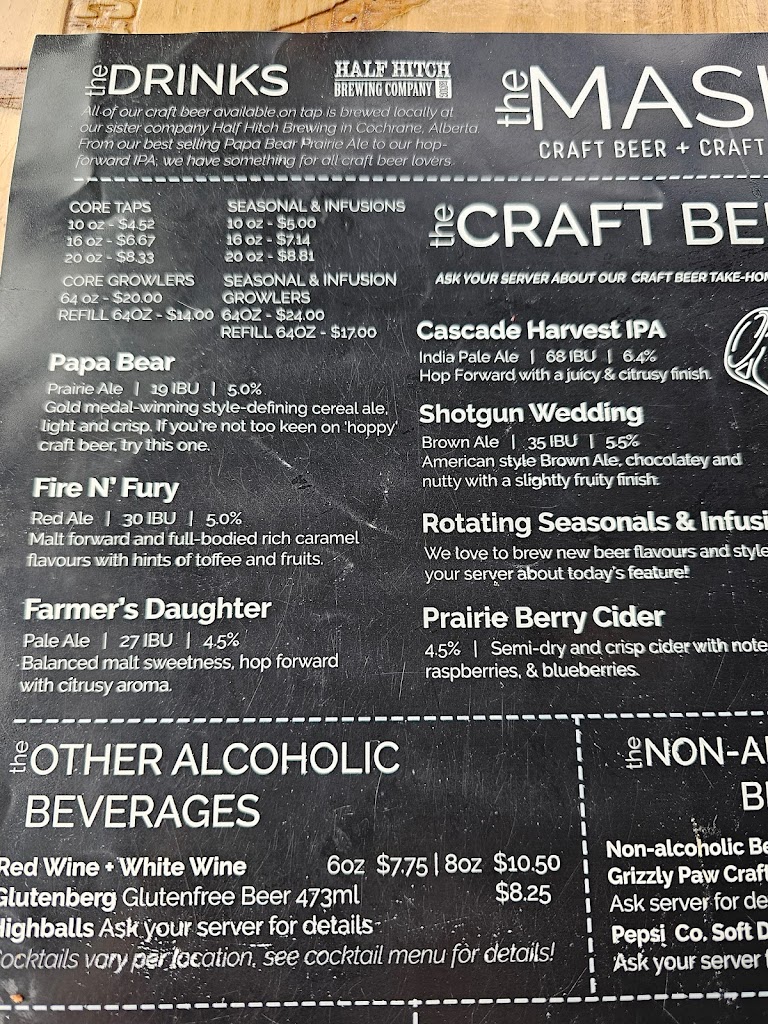 the DRINKS
HALF HITCH
BREWING COMPANY
All of our craft beer available on tap is brewed locally at
our sister company Half Hitch Brewing in Cochrane, Alberta.
From our best selling Papa Bear Prairie Ale to our hop-
forward IPA, we have something for all craft beer lovers.
the MAS
CRAFT BEER + CRAFT
CORE TAPS
10 oz - $4.52
16 oz - $6.67
20 oz - $8.33
SEASONAL & INFUSIONS
10 oz - $5.00
16 oz - $7.14
20 oz - $8.81
CORE GROWLERS
64 oz - $20.00
REFILL 64OZ - $14.00
SEASONAL & INFUSION
GROWLERS
64OZ - $24.00
REFILL 64OZ - $17.00
Papa Bear
Prairie Ale | 19 IBU | 5.0%
Gold medal-winning style-defining cereal ale,
light and crisp. If you're not too keen on 'hoppy'
craft beer, try this one.
Fire N' Fury
Red Ale | 30 IBU | 5.0%
Malt forward and full-bodied rich caramel
flavours with hints of toffee and fruits.
Farmer's Daughter
Pale Ale | 27 IBU | 4.5%
Balanced malt sweetness, hop forward
with citrusy aroma.
the CRAFT BE
ASK YOUR SERVER ABOUT OUR CRAFT BEER TAKE-HO
Cascade Harvest IPA
India Pale Ale | 68 IBU | 6.4%
Hop Forward with a juicy & citrusy finish.
Shotgun Wedding
Brown Ale | 35 IBU | 5.5%
American style Brown Ale, chocolatey and
nutty with a slightly fruity finish.
Rotating Seasonals & Infusi
We love to brew new beer flavours and style
your server about today's feature!
Prairie Berry Cider
4.5% | Semi-dry and crisp cider with note
raspberries, & blueberries.
the OTHER ALCOHOLIC
BEVERAGES
Red Wine + White Wine 6oz $7.75 | 8oz $10.50
Glutenberg Glutenfree Beer 473ml $8.25
Highballs Ask your server for details
ocktails vary per location, see cocktail menu for details!
the NON-A
B
Non-alcoholic Be
Grizzly Paw Craft
Ask server for de
Pepsi Co. Soft D
Ask your server